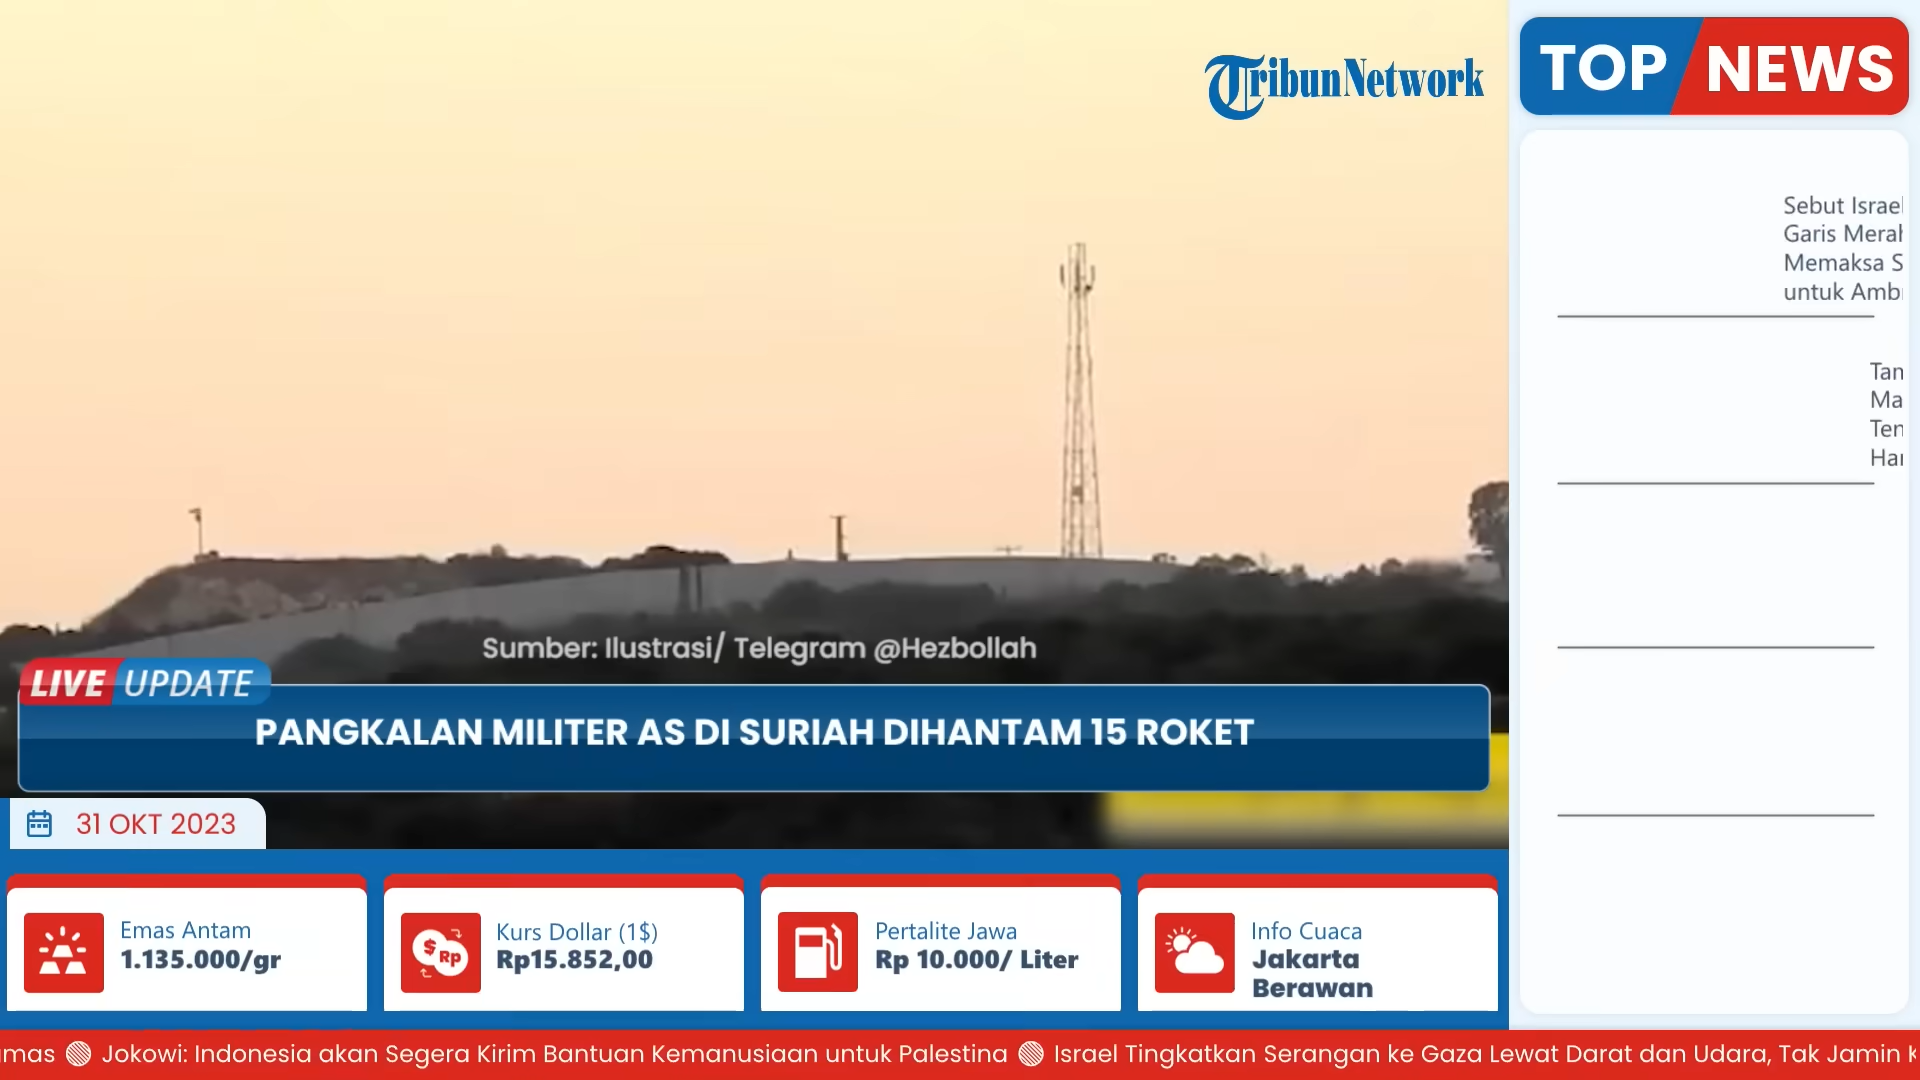 TribunNetwork
TOP NEWS
Sebut Israel
Garis Merah
Memaksa S
untuk Amb
Tan
Ma
Ten
Har
Sumber: Ilustrasi/ Telegram @Hezbollah
LIVE UPDATE
PANGKALAN MILITER AS DI SURIAH DIHANTAM 15 ROKET
31 OKT 2023
Emas Antam
1.135.000/gr
Kurs Dollar (1$)
Rp15.852,00
Pertalite Jawa
Rp 10.000/ Liter
Info Cuaca
Jakarta
Berawan
mas Jokowi: Indonesia akan Segera Kirim Bantuan Kemanusiaan untuk Palestina Israel Tingkatkan Serangan ke Gaza Lewat Darat dan Udara, Tak Jamin